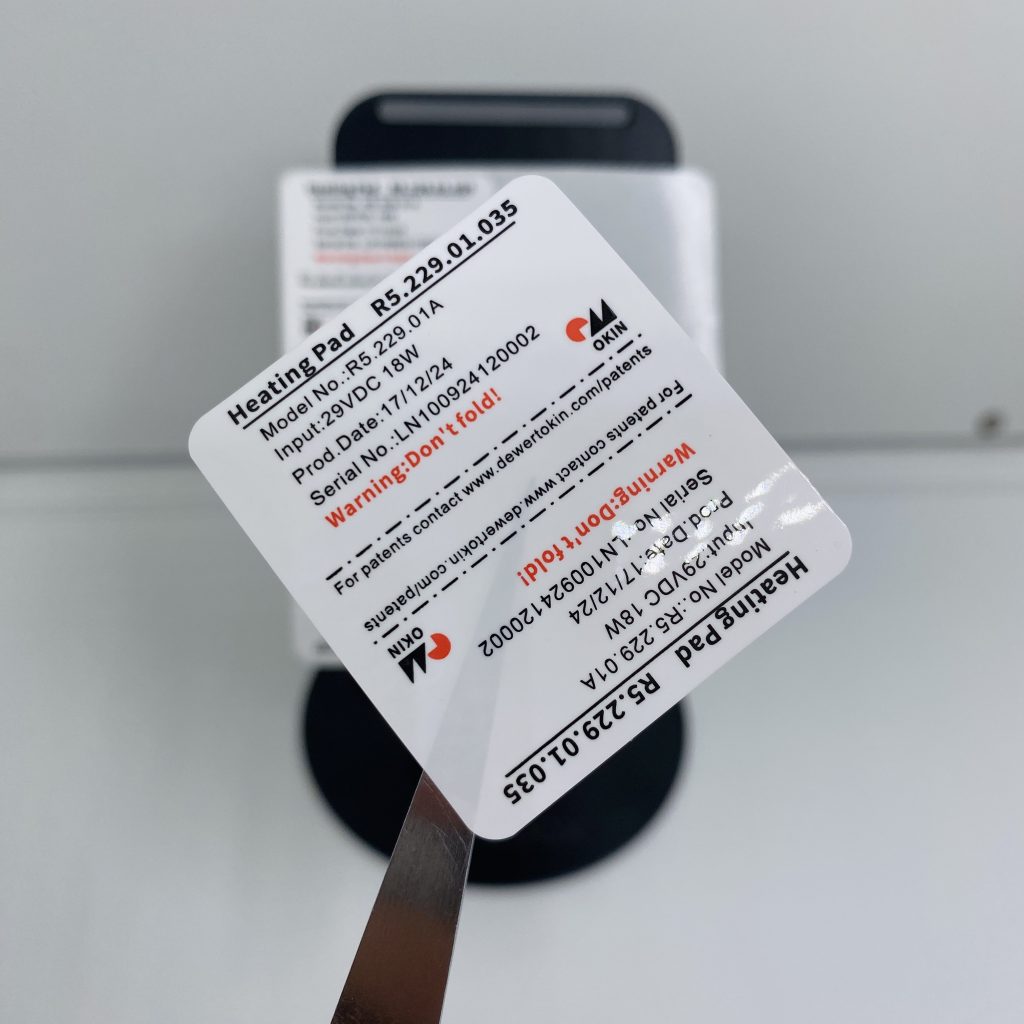 Heating Pad R5.229.01.035
Model No.:R5.229.01A
Input:29VDC 18W
Prod.Date:17/12/24
Serial No.:LN100924120002
Warning:Don't fold!
OKIN
For patents contact www.dewertokin.com/patents
Heating Pad R5.229.01.035
Model No.:R5.229.01A
Input:29VDC 18W
Prod.Date:17/12/24
Serial No.:LN100924120002
Warning:Don't fold!
OKIN
For patents contact www.dewertokin.com/patents